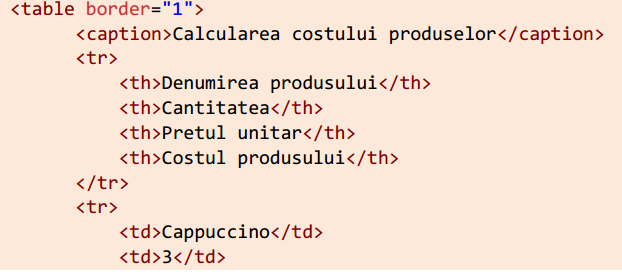 <table border="1">
<caption>Calcularea costului produselor</caption>
<tr>
<th>Denumirea produsului</th>
<th>Cantitatea</th>
<th>Pretul unitar</th>
<th>Costul produsului</th>
</tr>
<tr>
<td>Cappuccino</td>
<td>3</td>